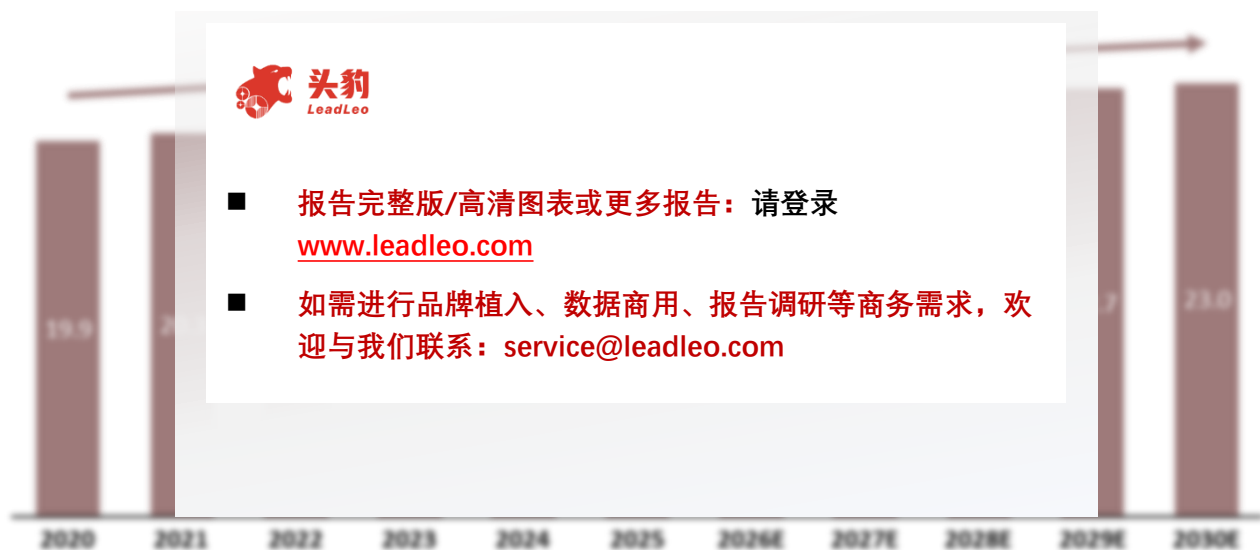 头豹
LeadLeo
报告完整版/高清图表或更多报告：请登录
www.leadleo.com
如需进行品牌植入、数据商用、报告调研等商务需求，欢
迎与我们联系：service@leadleo.com
19.9
23.0
2020 2021 2022 2023 2024 2025 2026E 2027E 2028E 2029E 2030E